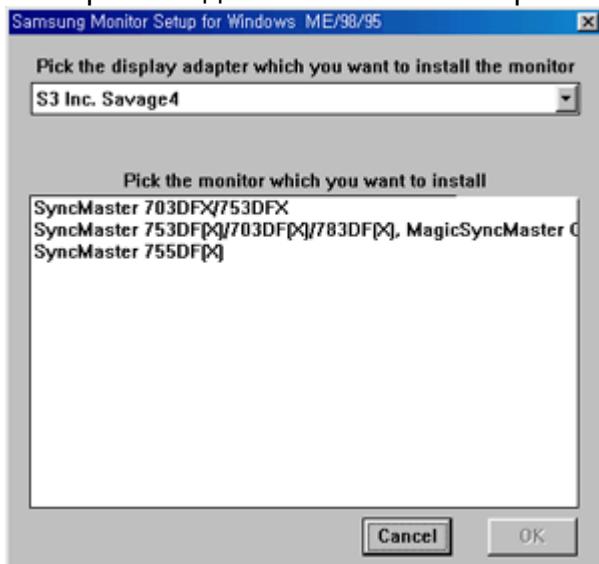 Samsung Monitor Setup for Windows ME/98/95
Pick the display adapter which you want to install the monitor
S3 Inc. Savage4
Pick the monitor which you want to install
SyncMaster 703DFX/753DFX
SyncMaster 753DF(X)/703DF(X)/783DF(X), MagicSyncMaster
SyncMaster 755DF(X)
Cancel
OK